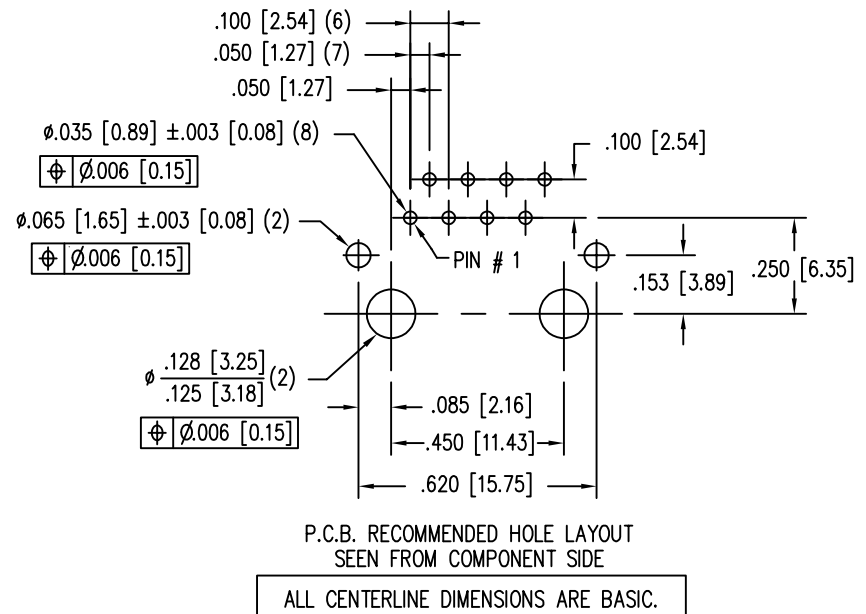 .100 [2.54] (6)
.050 [1.27] (7)
.050 [1.27]
ø.035 [0.89] ±.003 [0.08] (8)
.100 [2.54]
⌖ Ø.006 [0.15]
ø.065 [1.65] ±.003 [0.08] (2)
⌖ Ø.006 [0.15]
PIN # 1
.153 [3.89]
.250 [6.35]
ø .128 [3.25]
.125 [3.18] (2)
⌖ Ø.006 [0.15]
.085 [2.16]
.450 [11.43]
.620 [15.75]
P.C.B. RECOMMENDED HOLE LAYOUT
SEEN FROM COMPONENT SIDE
ALL CENTERLINE DIMENSIONS ARE BASIC.